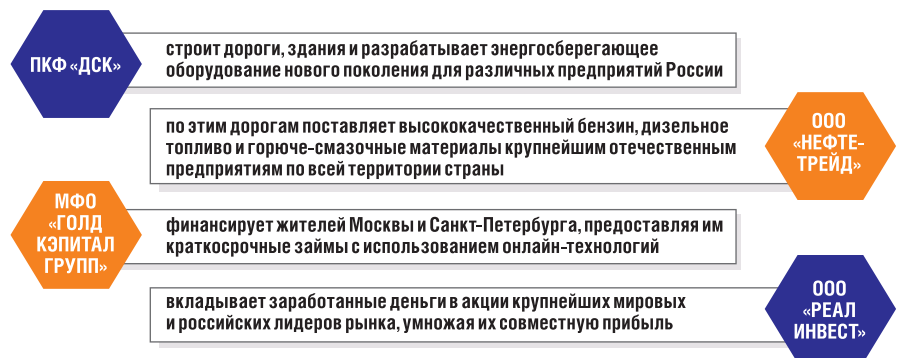 ПКФ «ДСК»
строит дороги, здания и разрабатывает энергосберегающее
оборудование нового поколения для различных предприятий России
по этим дорогам поставляет высококачественный бензин, дизельное
топливо и горюче-смазочные материалы крупнейшим отечественным
предприятиям по всей территории страны
ООО
«НЕФТЕ-
ТРЕЙД»
МФО
«ГОЛД
КЭПИТАЛ
ГРУПП»
финансирует жителей Москвы и Санкт-Петербурга, предоставляя им
краткосрочные займы с использованием онлайн-технологий
вкладывает заработанные деньги в акции крупнейших мировых
и российских лидеров рынка, умножая их совместную прибыль
ООО
«РЕАЛ
ИНВЕСТ»